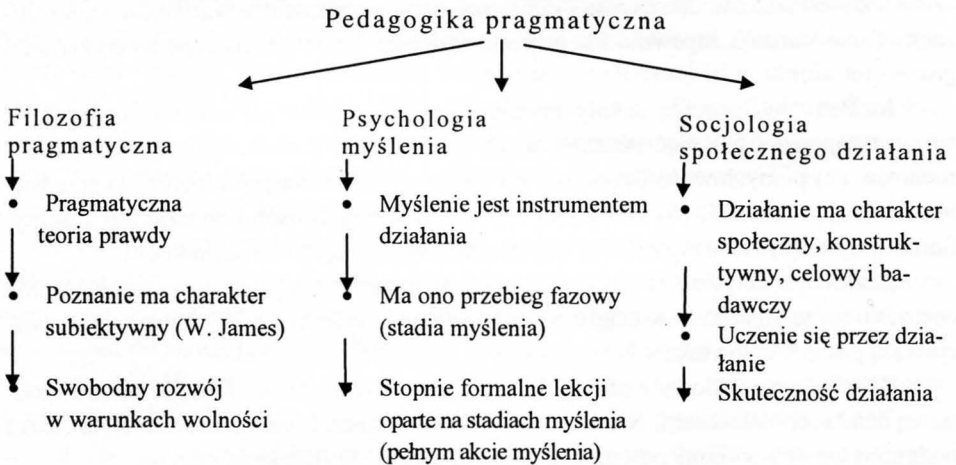 Pedagogika pragmatyczna
Filozofia
pragmatyczna
• Pragmatyczna
teoria prawdy
• Poznanie ma charakter
subiektywny (W. James)
• Swobodny rozwój
w warunkach wolności
Psychologia
myślenia
• Myślenie jest instrumentem
działania
• Ma ono przebieg fazowy
(stadia myślenia)
• Stopnie formalne lekcji
oparte na stadiach myślenia
(pełnym akcie myślenia)
Socjologia
społecznego działania
• Działanie ma charakter
społeczny, konstruk-
tywny, celowy i ba-
dawczy
• Uczenie się przez dzia-
łanie
• Skuteczność działania